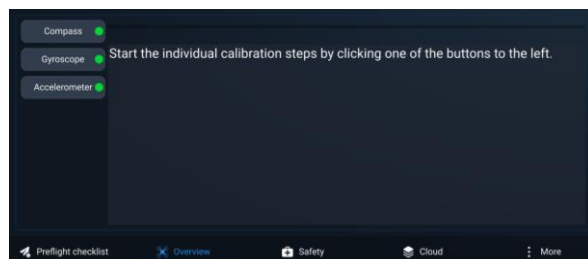 Compass
Gyroscope
Accelerometer
Start the individual calibration steps by clicking one of the buttons to the left.
Preflight checklist
Overview
Safety
Cloud
More